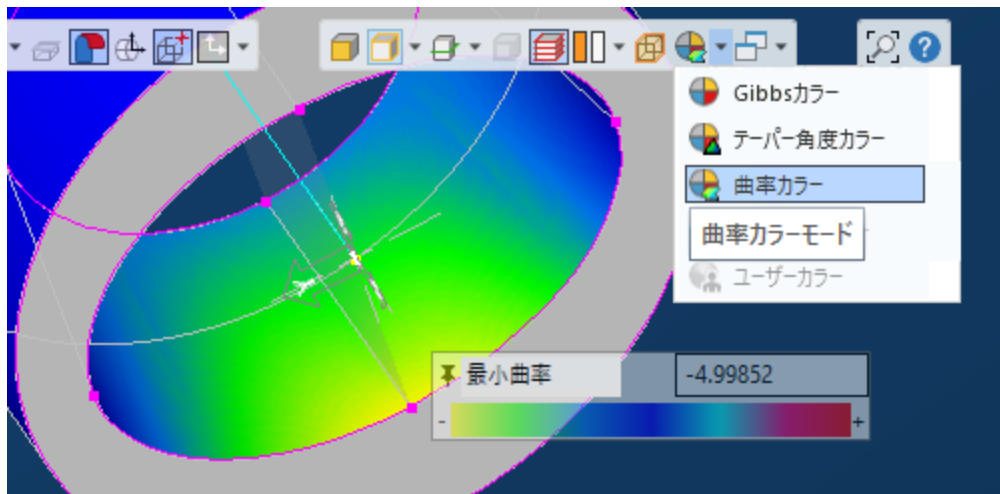 ?
Gibbsカラー
テーパー角度カラー
曲率カラー
曲率カラーモード
ユーザーカラー
最小曲率
-4.99852
- +